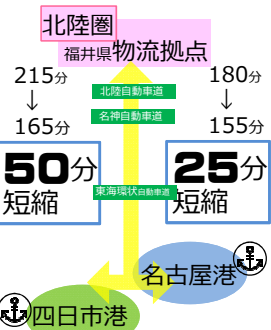 北陸圏
福井県物流拠点
215分
↓
165分
180分
↓
155分
北陸自動車道
名神自動車道
50分
短縮
25分
短縮
東海環状自動車道
名古屋港
四日市港